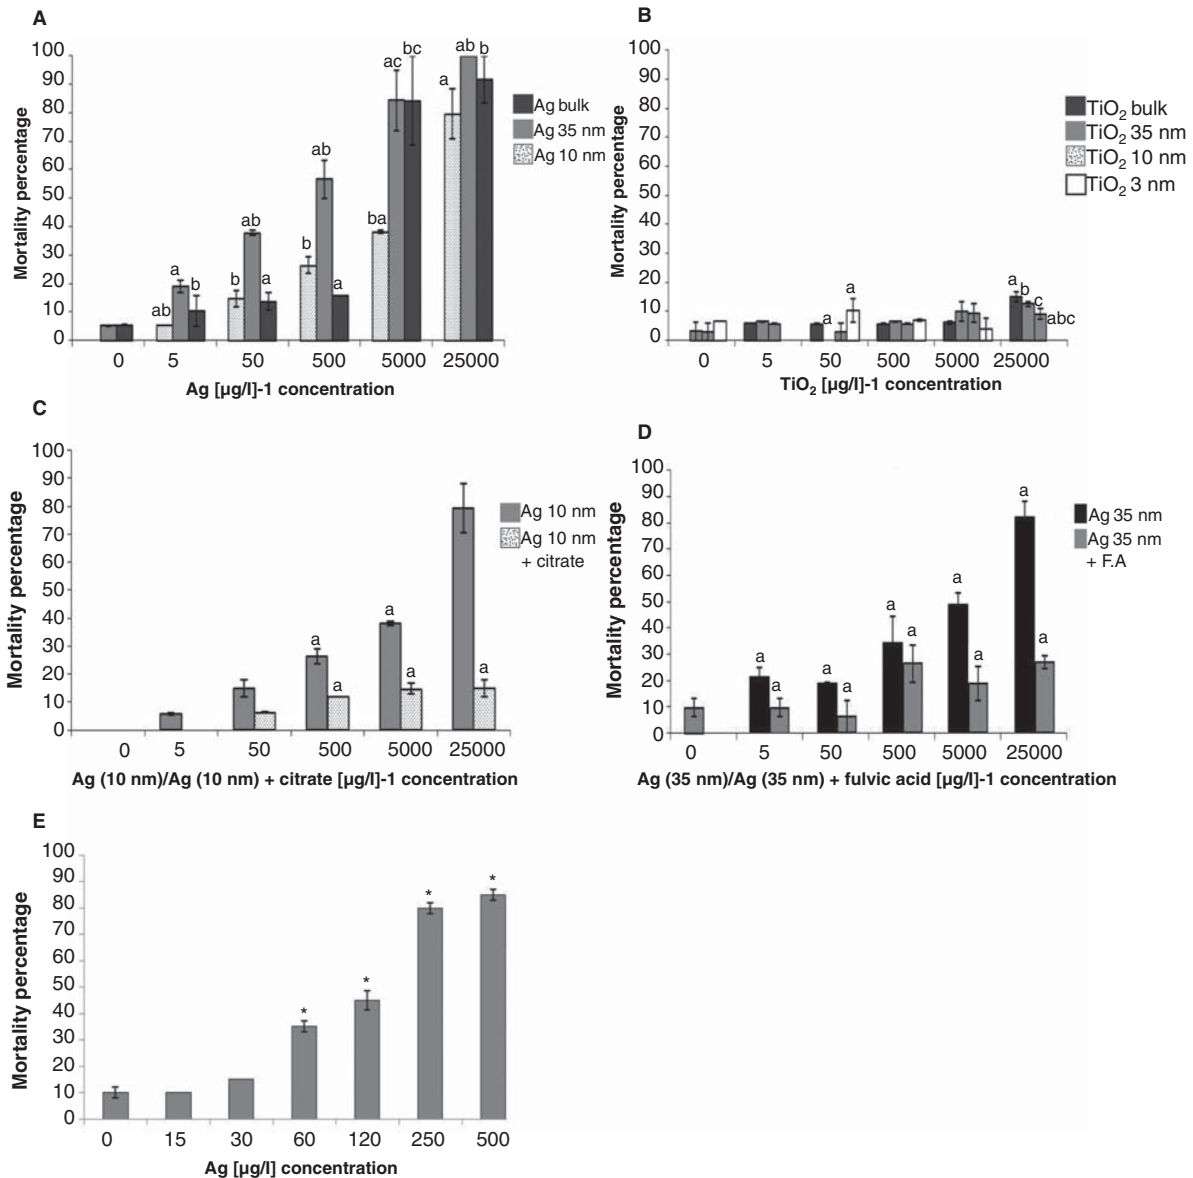 A
100
90
80
70
60
50
40
30
20
10
0
Mortality percentage
ab
a
b
b
ab
a
b
ab
a
ba
ac
bc
a
ab
b
Ag bulk
Ag 35 nm
Ag 10 nm
0 5 50 500 5000 25000
Ag [µg/l]-1 concentration
B
100
90
80
70
60
50
40
30
20
10
0
Mortality percentage
a
a
a
b
c
abc
TiO2 bulk
TiO2 35 nm
TiO2 10 nm
TiO2 3 nm
0 5 50 500 5000 25000
TiO2 [µg/l]-1 concentration
C
100
90
80
70
60
50
40
30
20
10
0
Mortality percentage
a
a
a
a
a
Ag 10 nm
Ag 10 nm
+ citrate
0 5 50 500 5000 25000
Ag (10 nm)/Ag (10 nm) + citrate [µg/l]-1 concentration
D
100
90
80
70
60
50
40
30
20
10
0
Mortality percentage
a
a
a
a
a
a
a
a
a
a
Ag 35 nm
Ag 35 nm
+ F.A
0 5 50 500 5000 25000
Ag (35 nm)/Ag (35 nm) + fulvic acid [µg/l]-1 concentration
E
100
90
80
70
60
50
40
30
20
10
0
Mortality percentage
*
*
*
*
0 15 30 60 120 250 500
Ag [µg/l] concentration